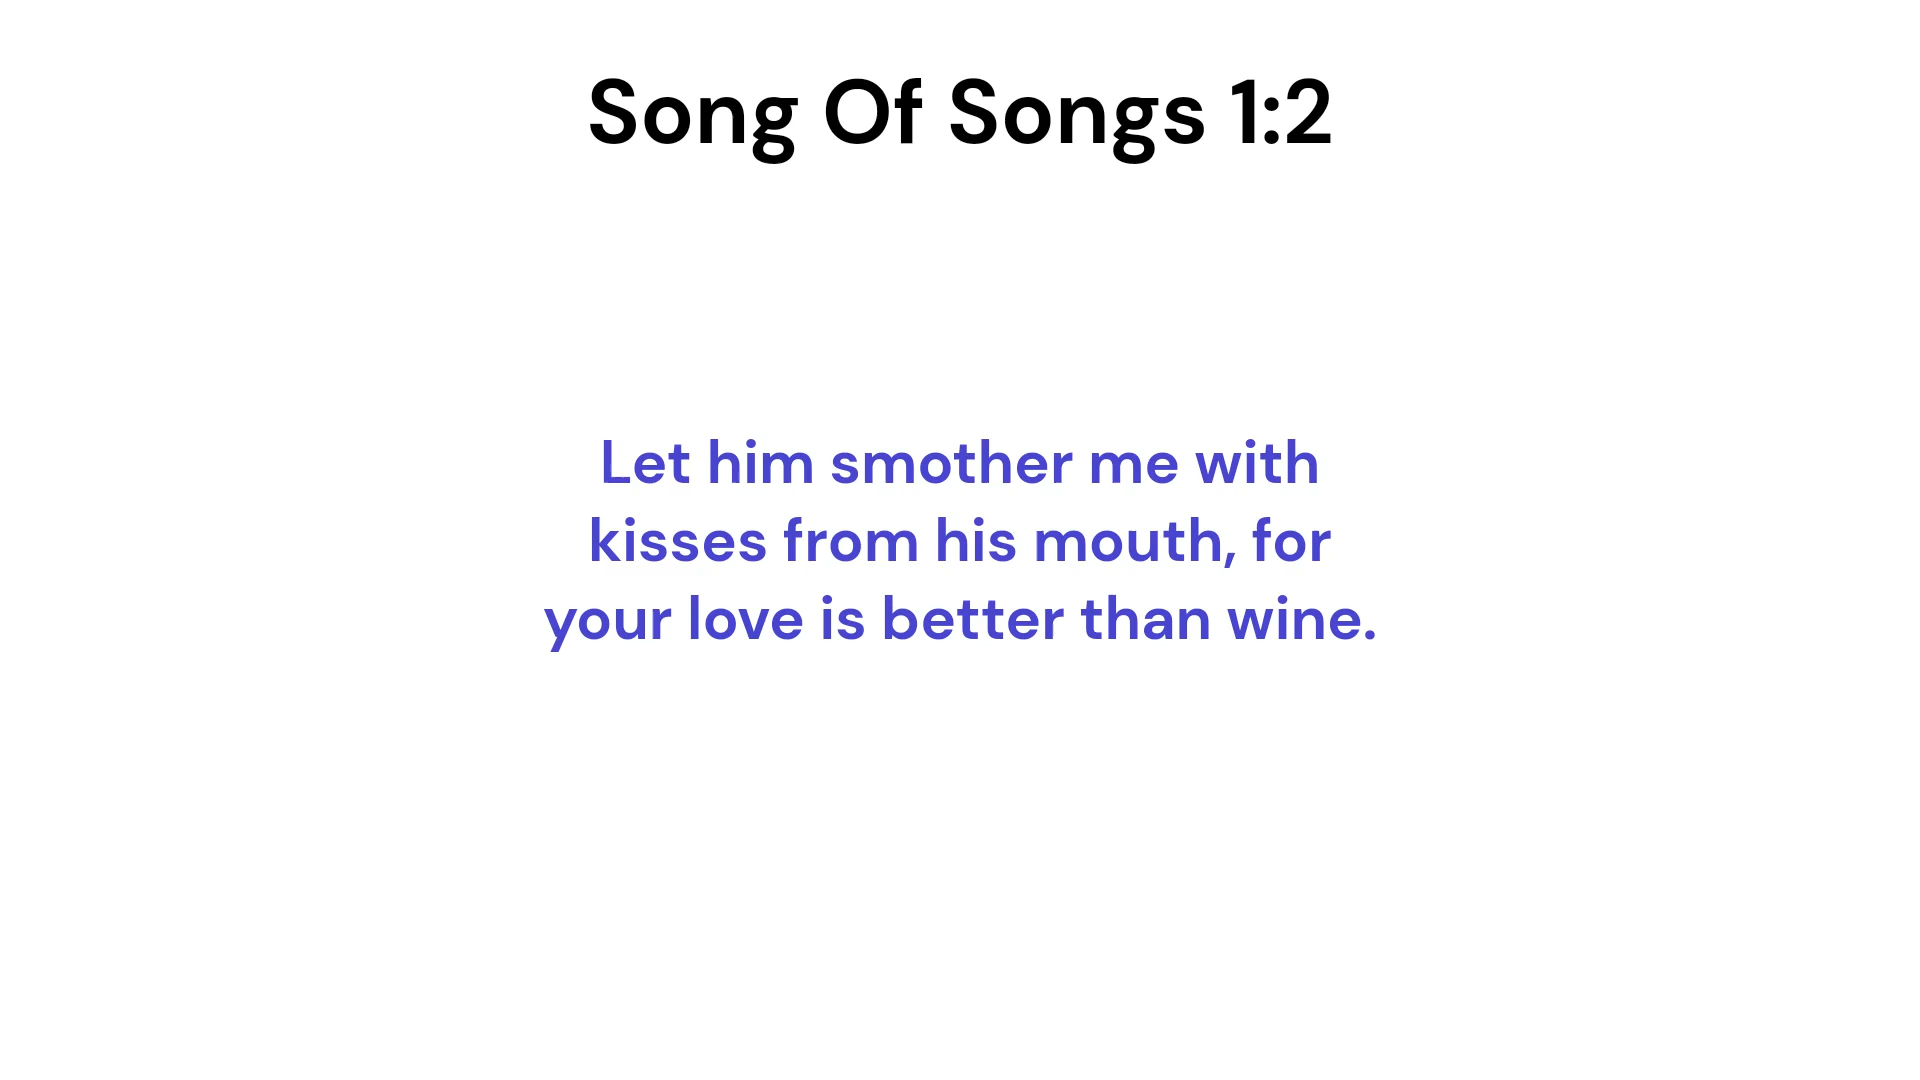 Song Of Songs 1:2
Let him smother me with
kisses from his mouth, for
your love is better than wine.